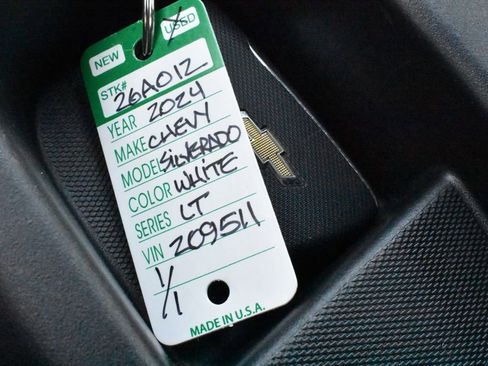 NEW USED
STK# 26A012
YEAR 2024
MAKE CHEVY
MODEL SILVERADO
COLOR WHITE
SERIES LT
VIN 209511
1/1
MADE IN U.S.A.